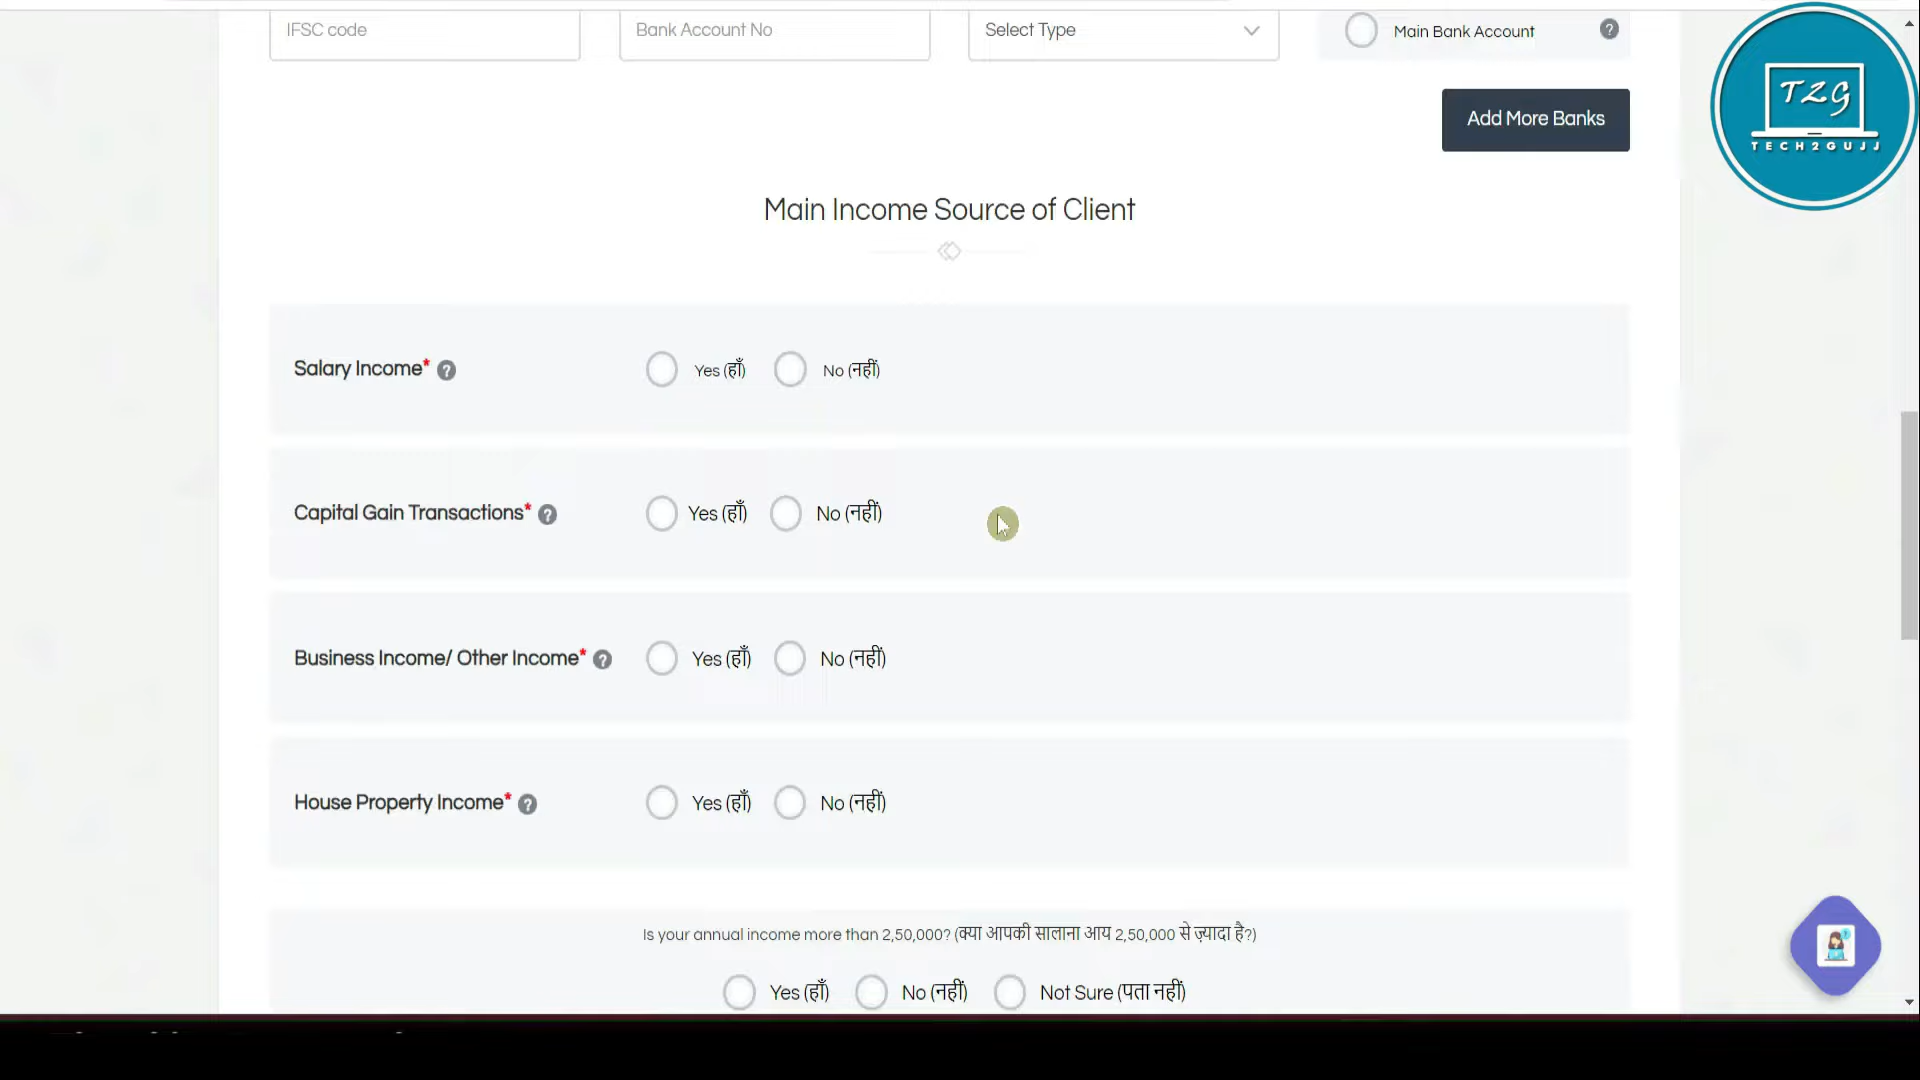 IFSC code Bank Account No Select Type Main Bank Account ?
Add More Banks
TZG
TECH2GUJJ
Main Income Source of Client
Salary Income* ? Yes (हाँ) No (नहीं)
Capital Gain Transactions* ? Yes (हाँ) No (नहीं)
Business Income/ Other Income* ? Yes (हाँ) No (नहीं)
House Property Income* ? Yes (हाँ) No (नहीं)
Is your annual income more than 2,50,000? (क्या आपकी सालाना आय 2,50,000 से ज़्यादा है?)
Yes (हाँ) No (नहीं) Not Sure (पता नहीं)